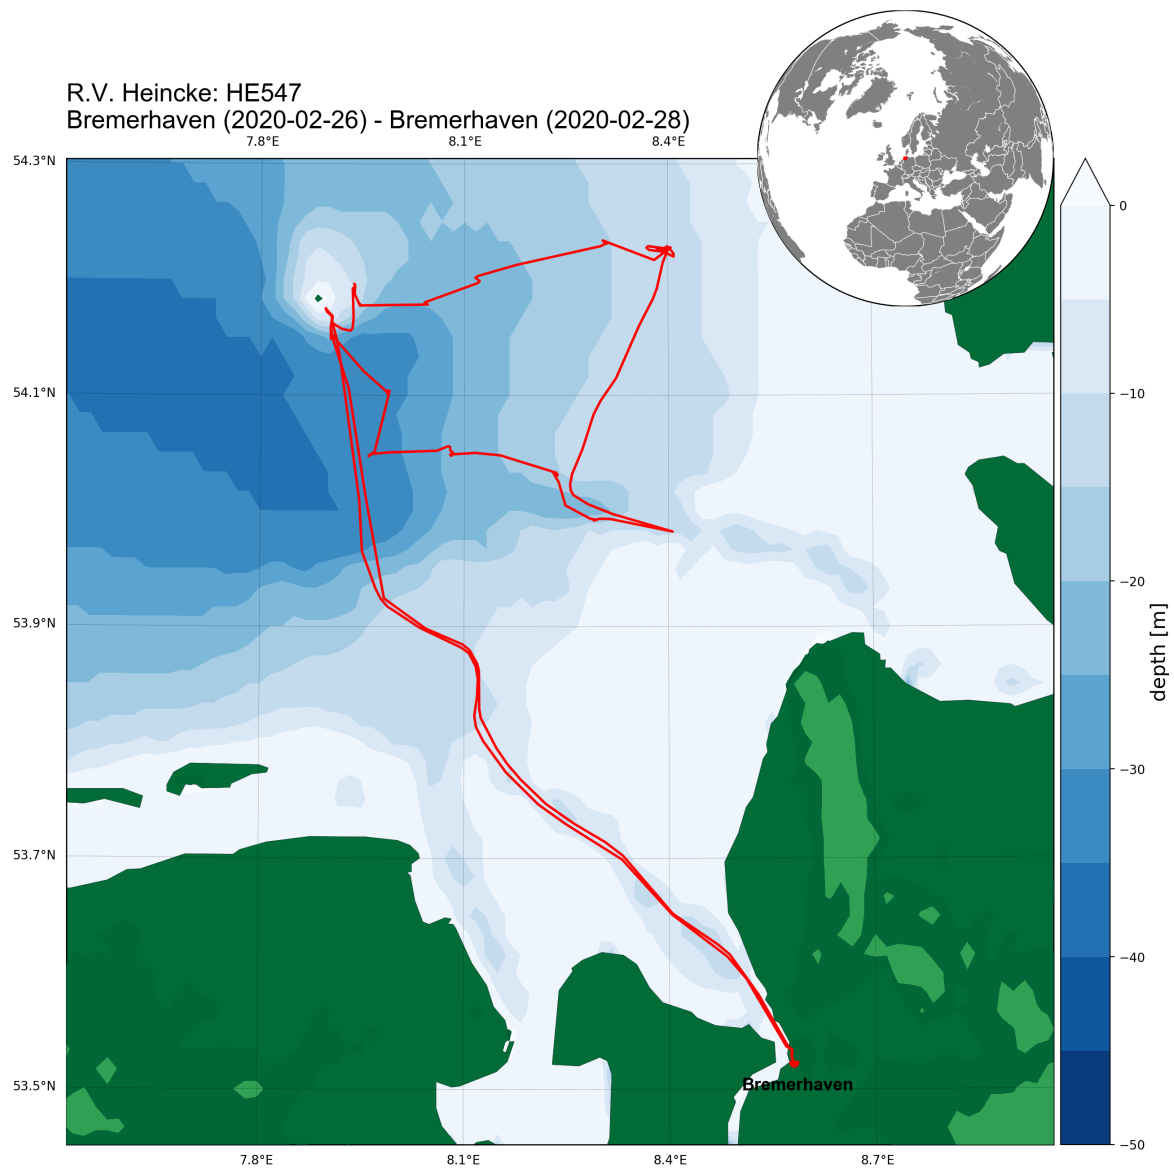 R.V. Heincke: HE547
Bremerhaven (2020-02-26) - Bremerhaven (2020-02-28)
7.8°E 8.1°E 8.4°E
54.3°N
54.1°N
53.9°N
53.7°N
53.5°N
0
−10
−20
−30
−40
−50
depth [m]
Bremerhaven
7.8°E 8.1°E 8.4°E 8.7°E